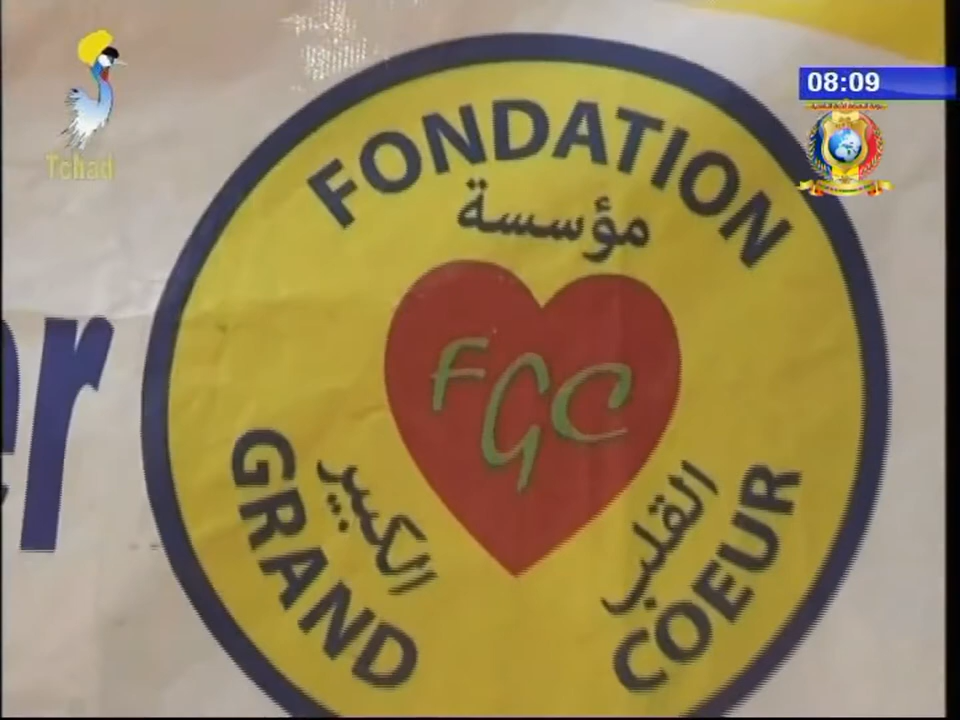 Tchad
08:09
FONDATION
مؤسسة
FGC
GRAND
الكبير
القلب
COEUR
er